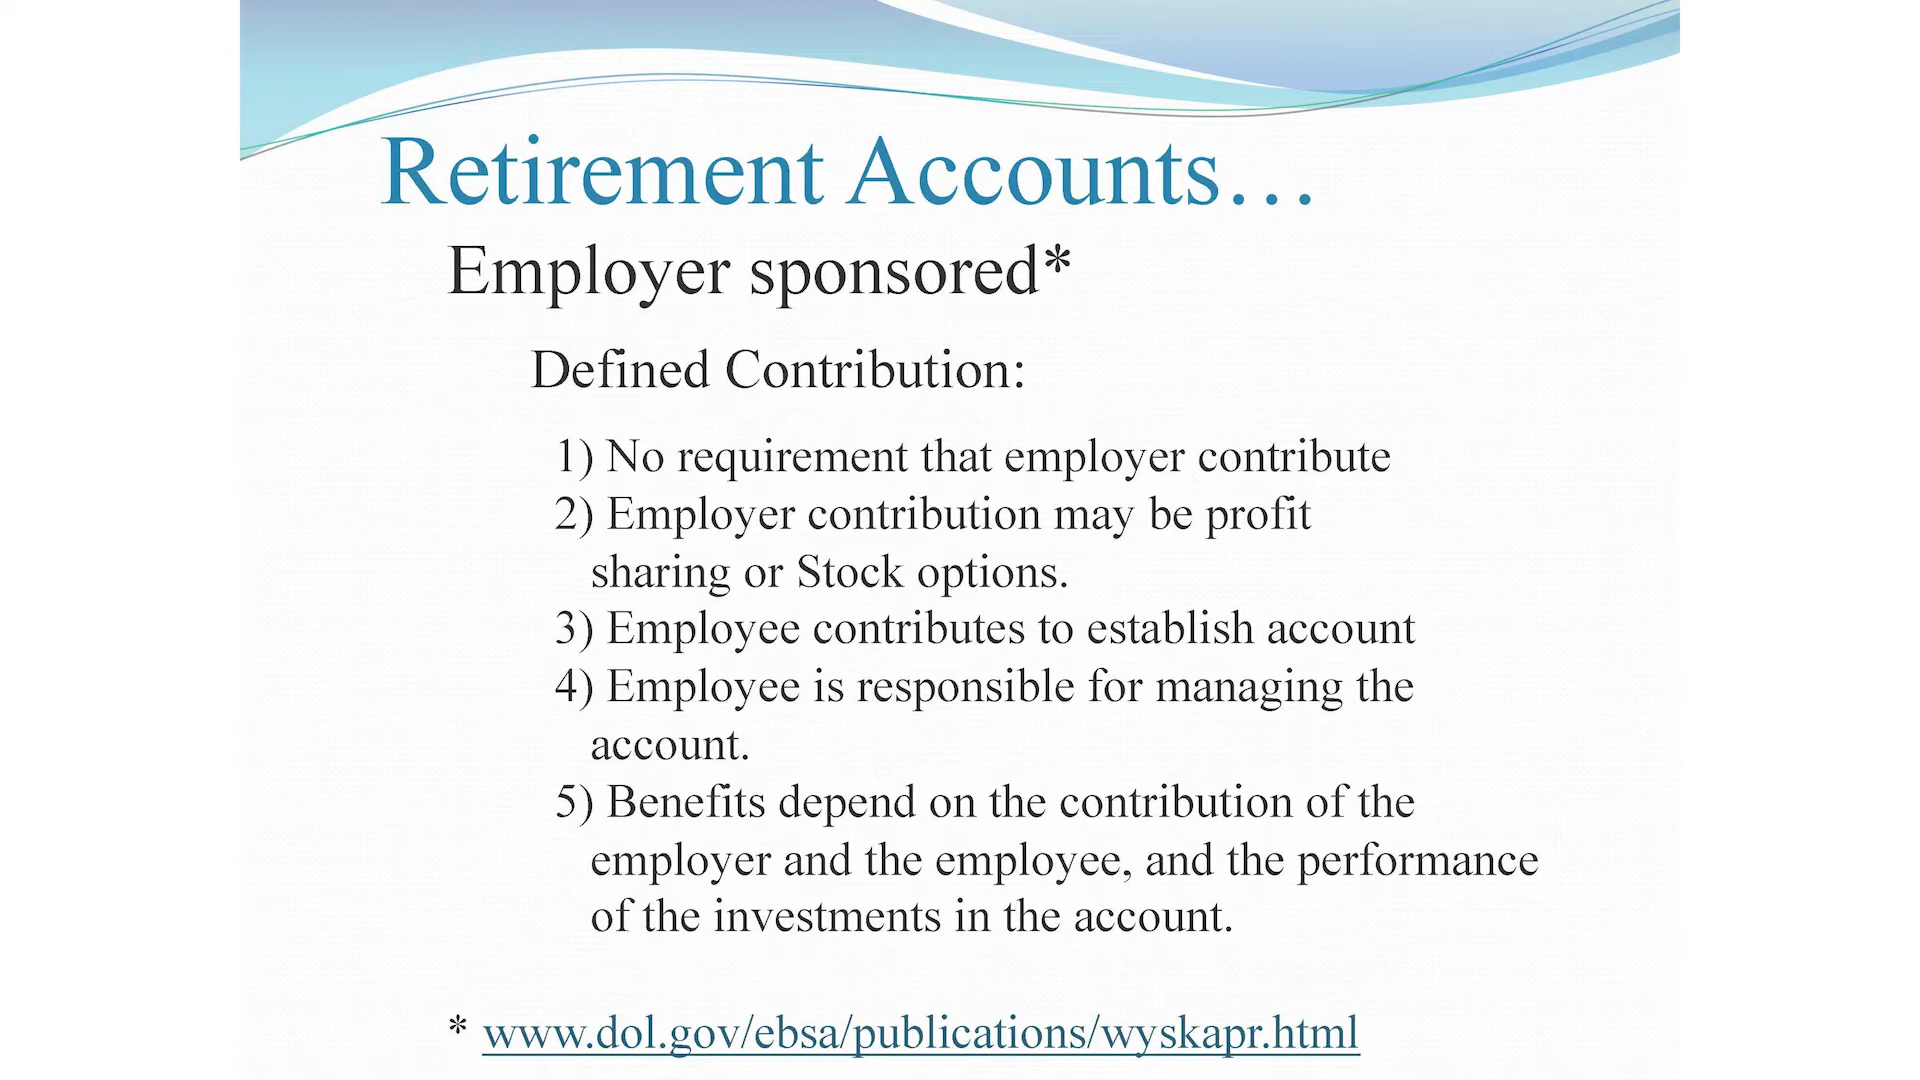 Retirement Accounts…
Employer sponsored*
Defined Contribution:
1) No requirement that employer contribute
2) Employer contribution may be profit
sharing or Stock options.
3) Employee contributes to establish account
4) Employee is responsible for managing the
account.
5) Benefits depend on the contribution of the
employer and the employee, and the performance
of the investments in the account.
* www.dol.gov/ebsa/publications/wyskapr.html